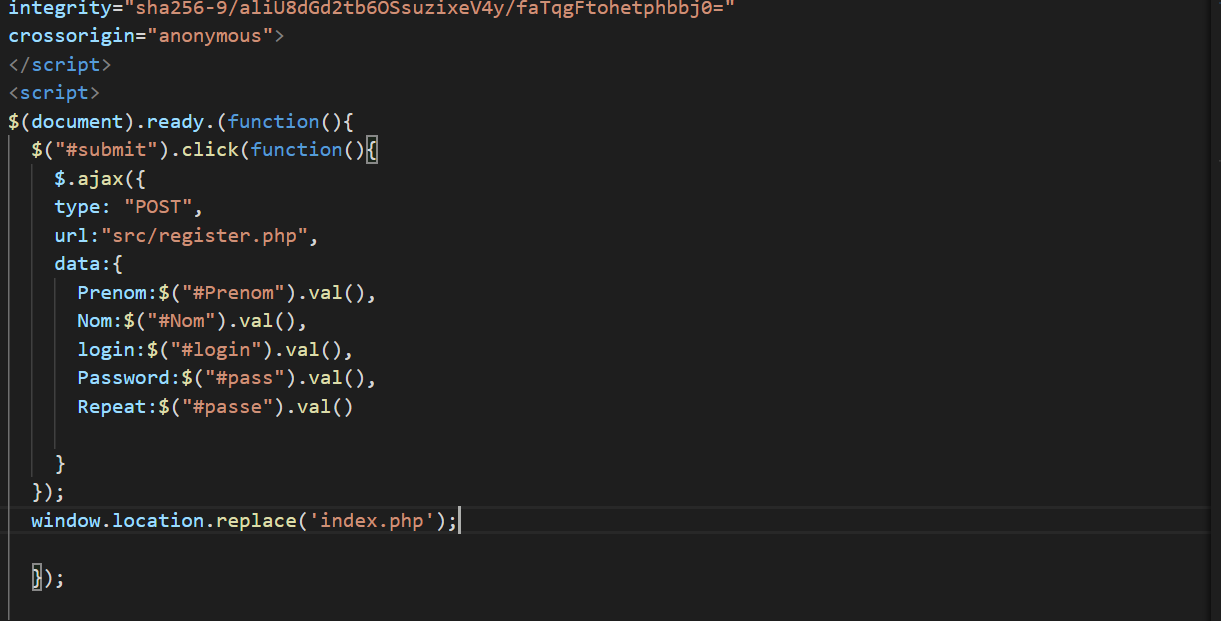 integrity="sha256-9/aliU8dGd2tb6OSsuzixeV4y/faTqgFtohetphbbj0="
crossorigin="anonymous">
</script>
<script>
$(document).ready.(function(){
$("#submit").click(function(){
$.ajax({
type: "POST",
url:"src/register.php",
data:{
Prenom:$("#Prenom").val(),
Nom:$("#Nom").val(),
login:$("#login").val(),
Password:$("#pass").val(),
Repeat:$("#passe").val()
}
});
window.location.replace('index.php');
});